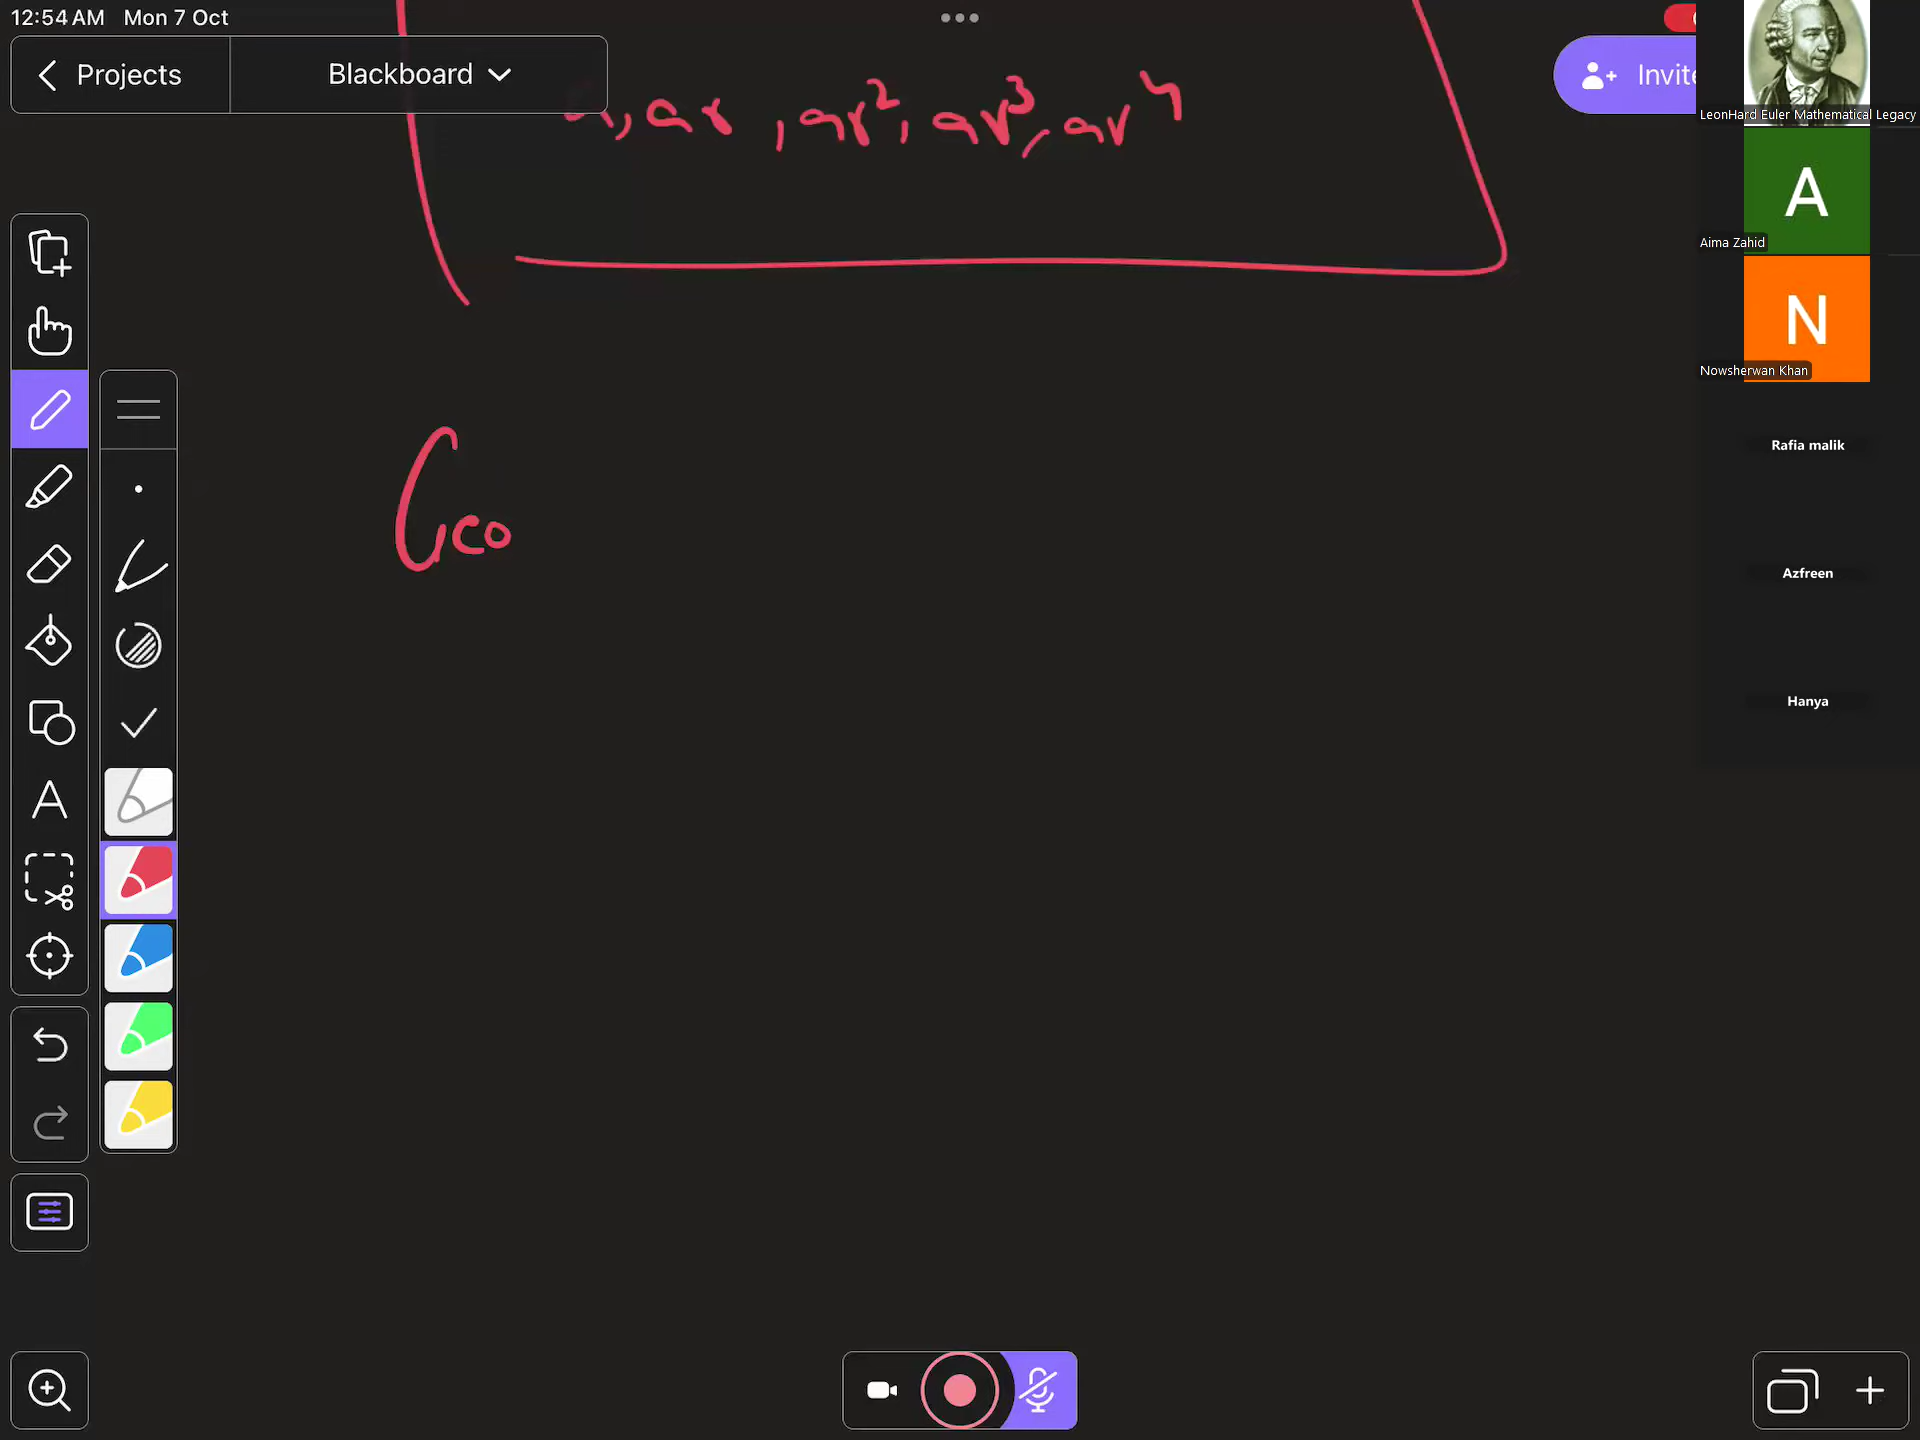 12:54 AM Mon 7 Oct
Projects
Blackboard
Invite
a, ar, ar², ar³, ar⁴
LeonHard Euler Mathematical Legacy
A
Aima Zahid
N
Nowsherwan Khan
Rafia malik
Geo
Azfreen
Hanya
A